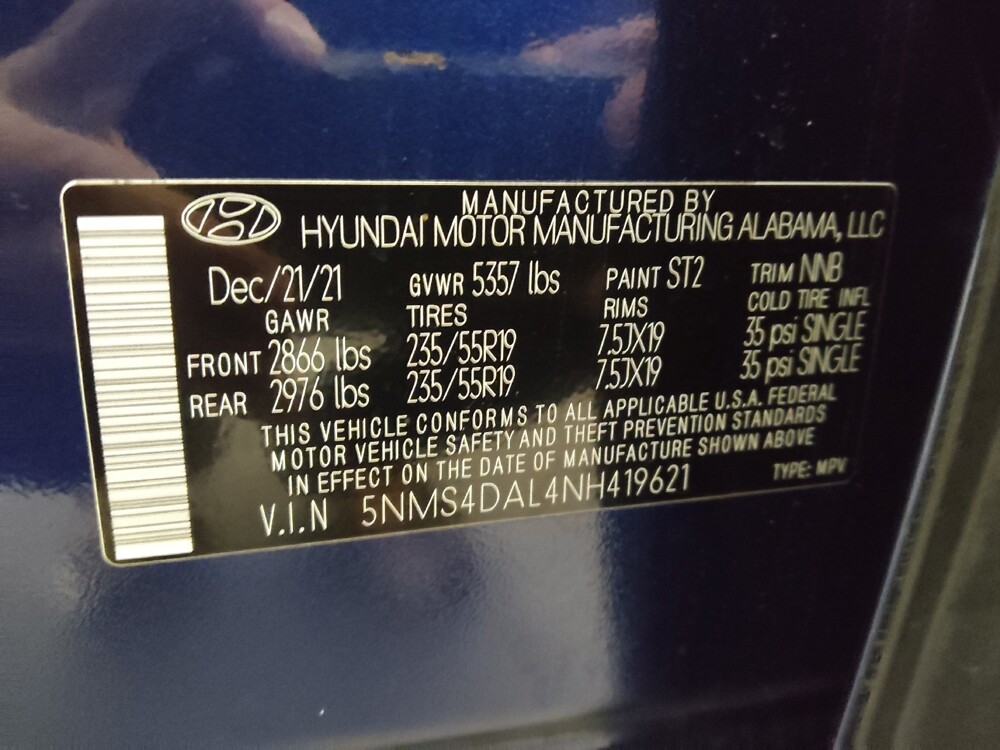 MANUFACTURED BY
HYUNDAI MOTOR MANUFACTURING ALABAMA, LLC
Dec/21/21 GVWR 5357 lbs PAINT ST2 TRIM NNB
GAWR TIRES RIMS COLD TIRE INFL
FRONT 2866 lbs 235/55R19 7.5JX19 35 psi SINGLE
REAR 2976 lbs 235/55R19 7.5JX19 35 psi SINGLE
THIS VEHICLE CONFORMS TO ALL APPLICABLE U.S.A. FEDERAL
MOTOR VEHICLE SAFETY AND THEFT PREVENTION STANDARDS
IN EFFECT ON THE DATE OF MANUFACTURE SHOWN ABOVE
V.I.N 5NMS4DAL4NH419621 TYPE: MPV